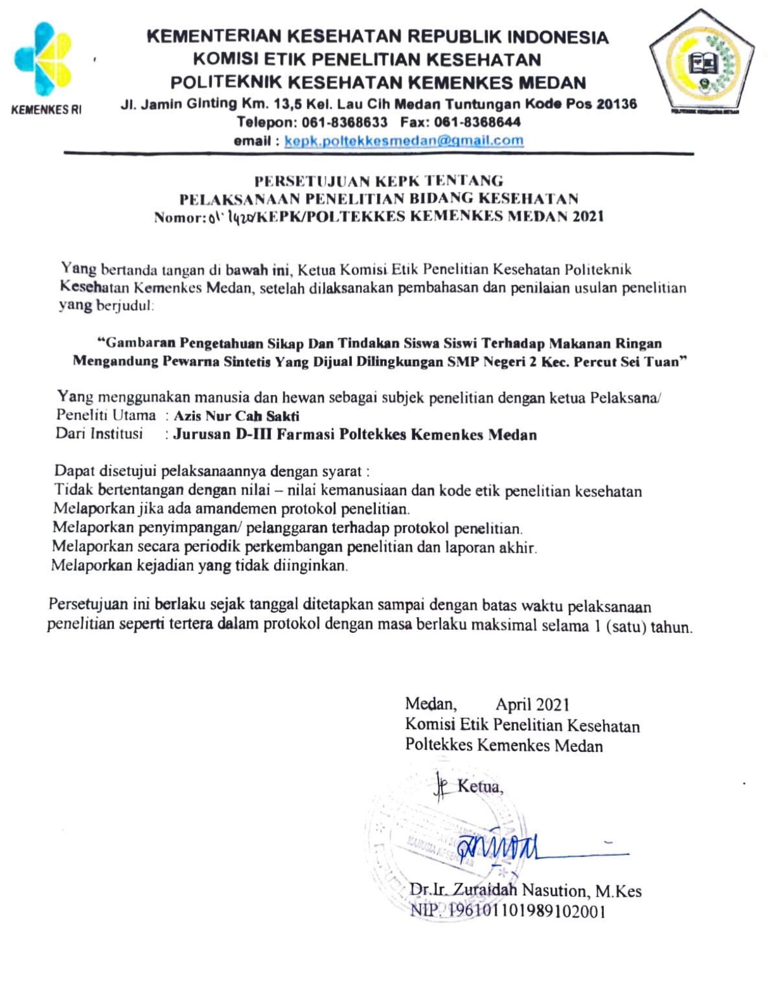 KEMENTERIAN KESEHATAN REPUBLIK INDONESIA
KOMISI ETIK PENELITIAN KESEHATAN
POLITEKNIK KESEHATAN KEMENKES MEDAN
KEMENKES RI
Jl. Jamin Ginting Km. 13,5 Kel. Lau Cih Medan Tuntungan Kode Pos 20136
Telepon: 061-8368633 Fax: 061-8368644
email : kepk.poltekkesmedan@gmail.com
PERSETUJUAN KEPK TENTANG
PELAKSANAAN PENELITIAN BIDANG KESEHATAN
Nomor: /KEPK/POLTEKKES KEMENKES MEDAN 2021
Yang bertanda tangan di bawah ini, Ketua Komisi Etik Penelitian Kesehatan Politeknik
Kesehatan Kemenkes Medan, setelah dilaksanakan pembahasan dan penilaian usulan penelitian
yang berjudul:
“Gambaran Pengetahuan Sikap Dan Tindakan Siswa Siswi Terhadap Makanan Ringan
Mengandung Pewarna Sintetis Yang Dijual Dilingkungan SMP Negeri 2 Kec. Percut Sei Tuan”
Yang menggunakan manusia dan hewan sebagai subjek penelitian dengan ketua Pelaksana/
Peneliti Utama : Azis Nur Cah Sakti
Dari Institusi : Jurusan D-III Farmasi Poltekkes Kemenkes Medan
Dapat disetujui pelaksanaannya dengan syarat :
Tidak bertentangan dengan nilai – nilai kemanusiaan dan kode etik penelitian kesehatan
Melaporkan jika ada amandemen protokol penelitian.
Melaporkan penyimpangan/ pelanggaran terhadap protokol penelitian.
Melaporkan secara periodik perkembangan penelitian dan laporan akhir.
Melaporkan kejadian yang tidak diinginkan.
Persetujuan ini berlaku sejak tanggal ditetapkan sampai dengan batas waktu pelaksanaan
penelitian seperti tertera dalam protokol dengan masa berlaku maksimal selama 1 (satu) tahun.
Medan, April 2021
Komisi Etik Penelitian Kesehatan
Poltekkes Kemenkes Medan
Ketua,
Dr.Ir. Zuraidah Nasution, M.Kes
NIP. 196101101989102001